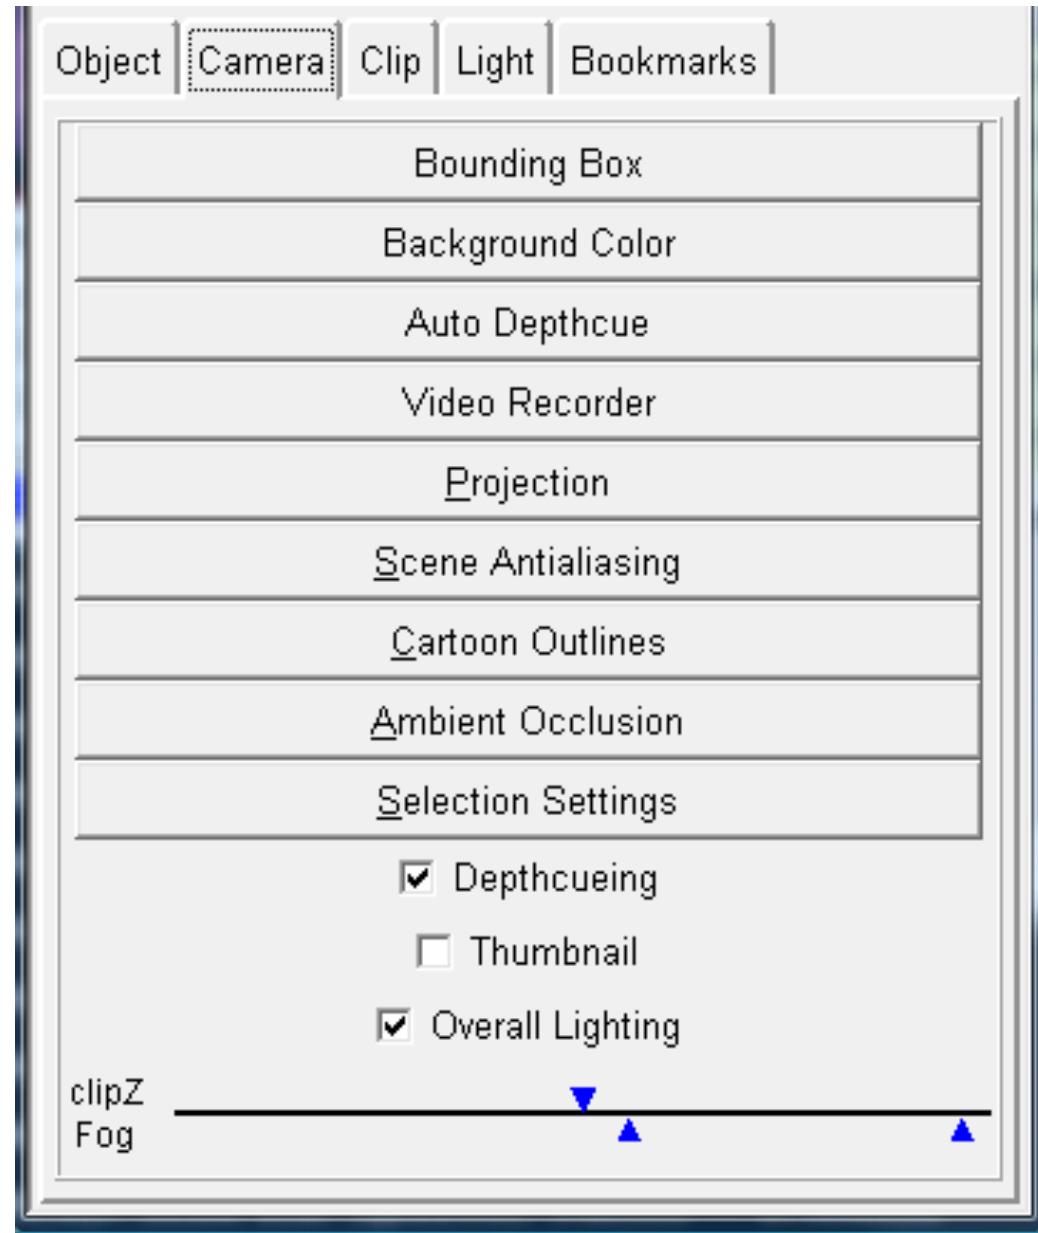 Object Camera Clip Light Bookmarks
Bounding Box
Background Color
Auto Depthcue
Video Recorder
Projection
Scene Antialiasing
Cartoon Outlines
Ambient Occlusion
Selection Settings
Depthcueing
Thumbnail
Overall Lighting
clipZ
Fog